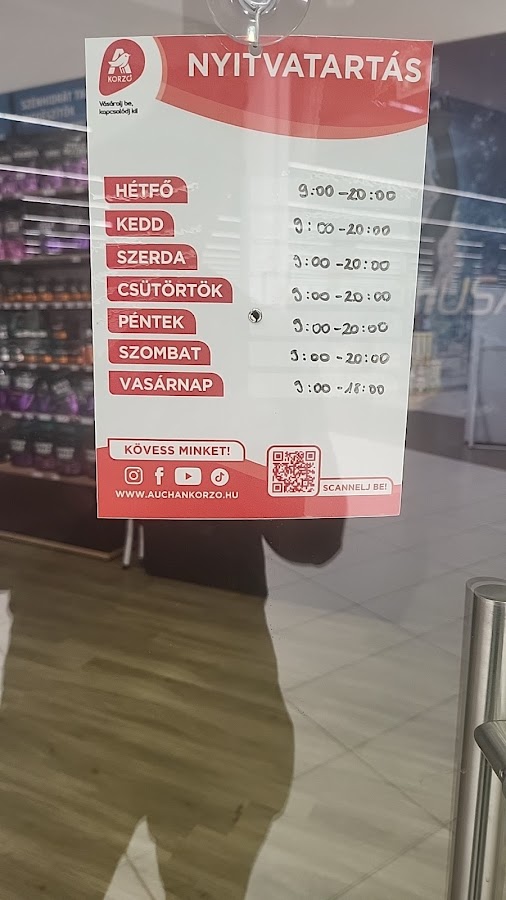 KORZÓ
Vásárolj be,
kapcsolódj ki!
NYITVATARTÁS
HÉTFŐ 9:00-20:00
KEDD 9:00-20:00
SZERDA 9:00-20:00
CSÜTÖRTÖK 9:00-20:00
PÉNTEK 9:00-20:00
SZOMBAT 9:00-20:00
VASÁRNAP 9:00-18:00
KÖVESS MINKET!
WWW.AUCHANKORZO.HU
SCANNELJ BE!